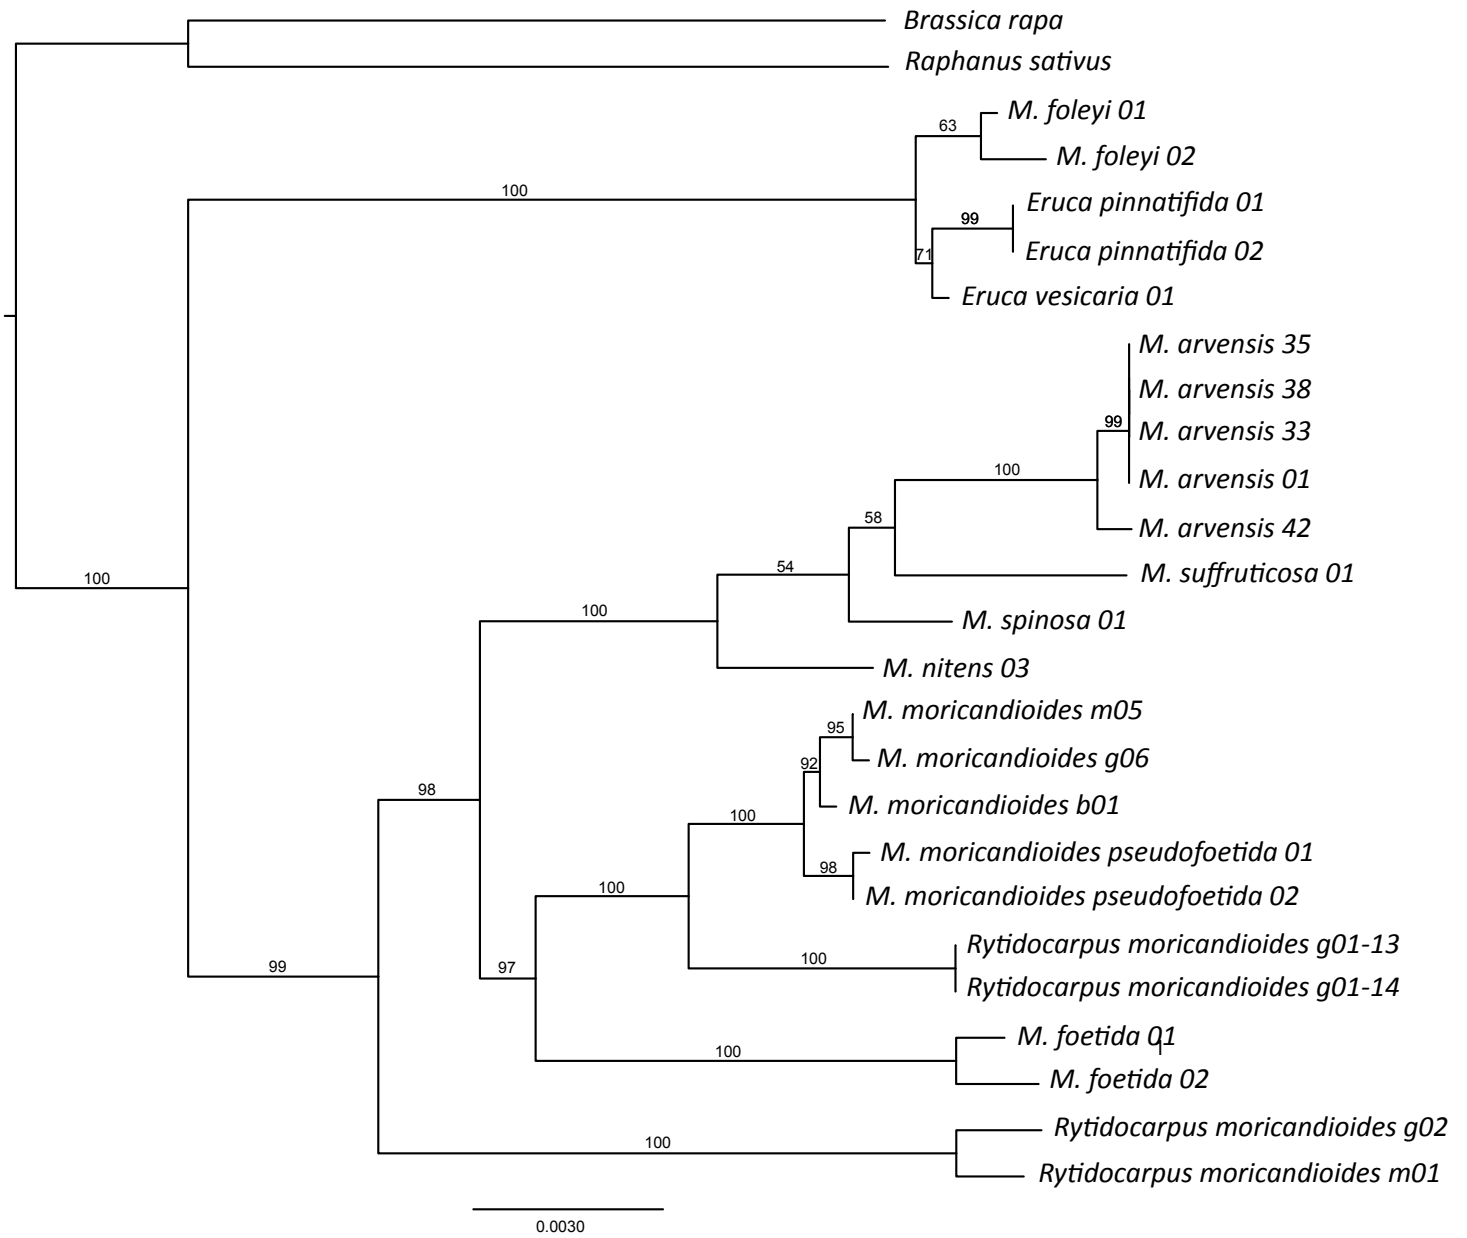 Brassica rapa
Raphanus sativus
M. foleyi 01
63
M. foleyi 02
100
Eruca pinnatifida 01
99
Eruca pinnatifida 02
71
Eruca vesicaria 01
M. arvensis 35
M. arvensis 38
99
M. arvensis 33
100
M. arvensis 01
58
M. arvensis 42
54
M. suffruticosa 01
100
100
M. spinosa 01
M. nitens 03
M. moricandioides m05
95
M. moricandioides g06
92
98
M. moricandioides b01
100
M. moricandioides pseudofoetida 01
98
100
M. moricandioides pseudofoetida 02
Rytidocarpus moricandioides g01-13
100
99
97
Rytidocarpus moricandioides g01-14
M. foetida 01
100
M. foetida 02
Rytidocarpus moricandioides g02
100
Rytidocarpus moricandioides m01
0.0030